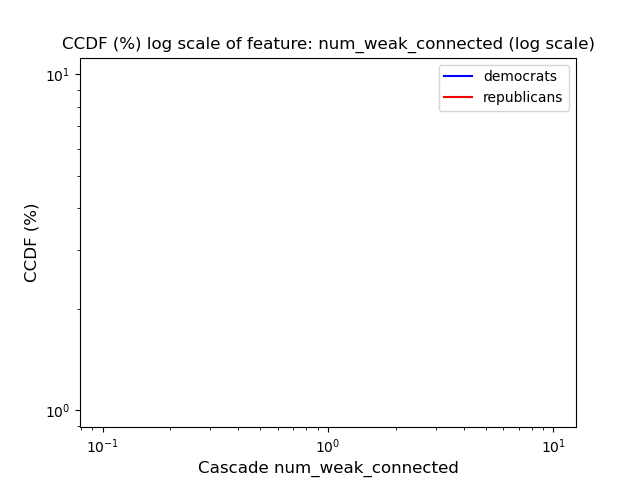 CCDF (%) log scale of feature: num_weak_connected (log scale)
democrats
republicans
CCDF (%)
10¹
10⁰
10⁻¹ 10⁰ 10¹
Cascade num_weak_connected